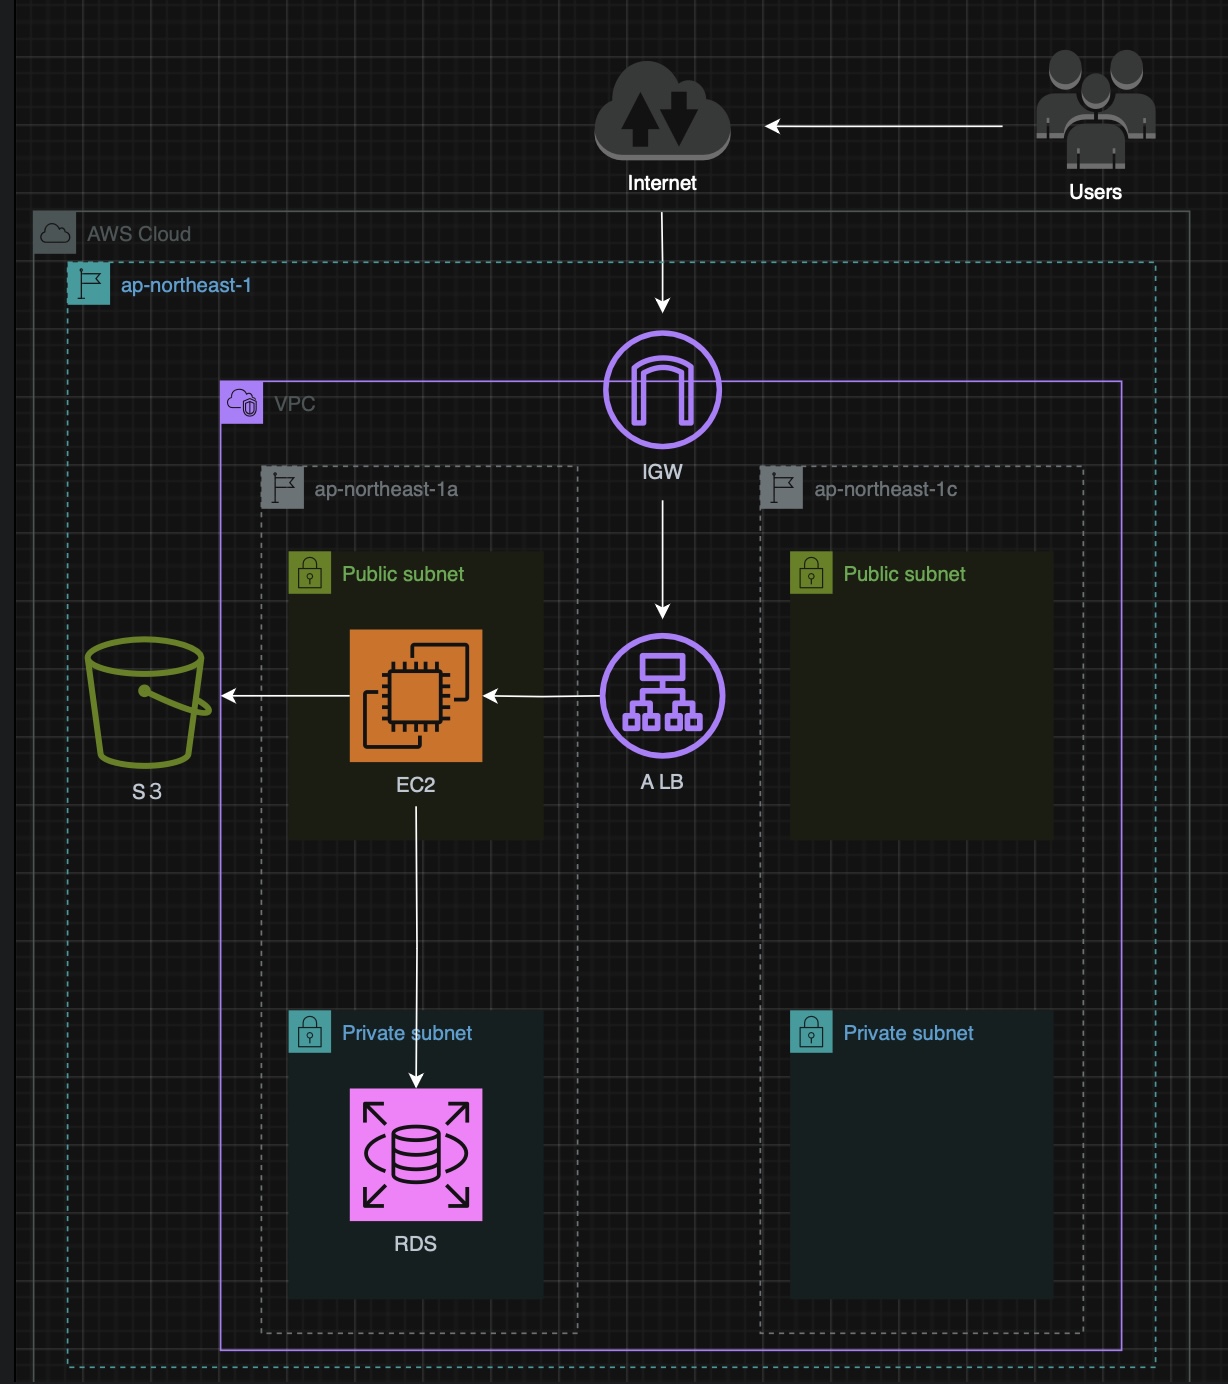 Internet
Users
AWS Cloud
ap-northeast-1
VPC
IGW
ap-northeast-1a
ap-northeast-1c
Public subnet
Public subnet
S3
EC2
A LB
Private subnet
Private subnet
RDS